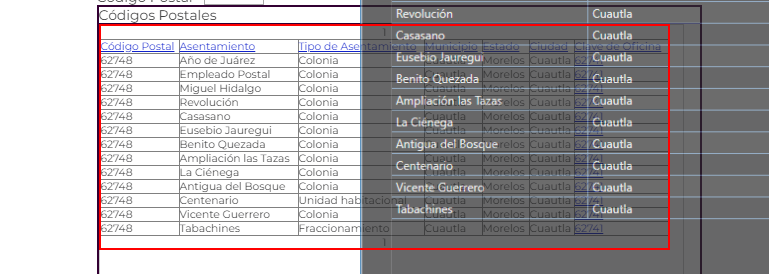 Códigos Postales
1
Código Postal Asentamiento Tipo de Asentamiento Municipio Estado Ciudad Clave de Oficina
62748 Año de Juárez Colonia Cuautla Morelos Cuautla 62741
62748 Empleado Postal Colonia Cuautla Morelos Cuautla 62741
62748 Miguel Hidalgo Colonia Cuautla Morelos Cuautla 62741
62748 Revolución Colonia Cuautla Morelos Cuautla 62741
62748 Casasano Colonia Cuautla Morelos Cuautla 62741
62748 Eusebio Jauregui Colonia Cuautla Morelos Cuautla 62741
62748 Benito Quezada Colonia Cuautla Morelos Cuautla 62741
62748 Ampliación las Tazas Colonia Cuautla Morelos Cuautla 62741
62748 La Ciénega Colonia Cuautla Morelos Cuautla 62741
62748 Antigua del Bosque Colonia Cuautla Morelos Cuautla 62741
62748 Centenario Unidad habitacional Cuautla Morelos Cuautla 62741
62748 Vicente Guerrero Colonia Cuautla Morelos Cuautla 62741
62748 Tabachines Fraccionamiento Cuautla Morelos Cuautla 62741
1
Revolución Cuautla
Casasano Cuautla
Eusebio Jauregui Cuautla
Benito Quezada Cuautla
Ampliación las Tazas Cuautla
La Ciénega Cuautla
Antigua del Bosque Cuautla
Centenario Cuautla
Vicente Guerrero Cuautla
Tabachines Cuautla